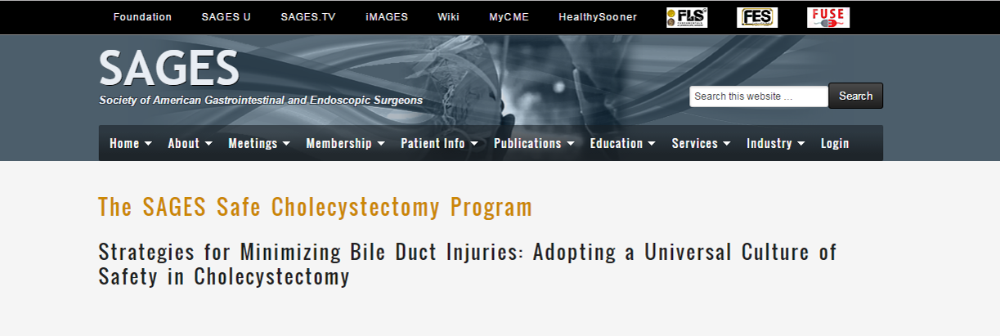 Foundation SAGES U SAGES.TV iMAGES Wiki MyCME HealthySooner FLS FES FUSE
SAGES
Society of American Gastrointestinal and Endoscopic Surgeons
Search this website ... Search
Home About Meetings Membership Patient Info Publications Education Services Industry Login
The SAGES Safe Cholecystectomy Program
Strategies for Minimizing Bile Duct Injuries: Adopting a Universal Culture of
Safety in Cholecystectomy